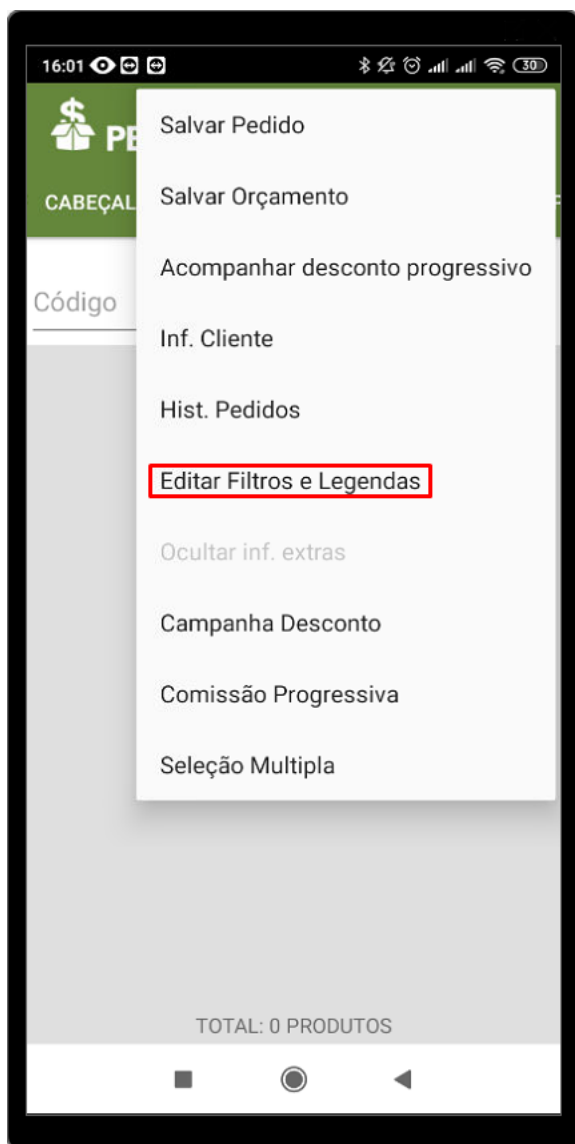 16:01
30
PE
CABEÇAL
Código
Salvar Pedido
Salvar Orçamento
Acompanhar desconto progressivo
Inf. Cliente
Hist. Pedidos
Editar Filtros e Legendas
Ocultar inf. extras
Campanha Desconto
Comissão Progressiva
Seleção Multipla
TOTAL: 0 PRODUTOS